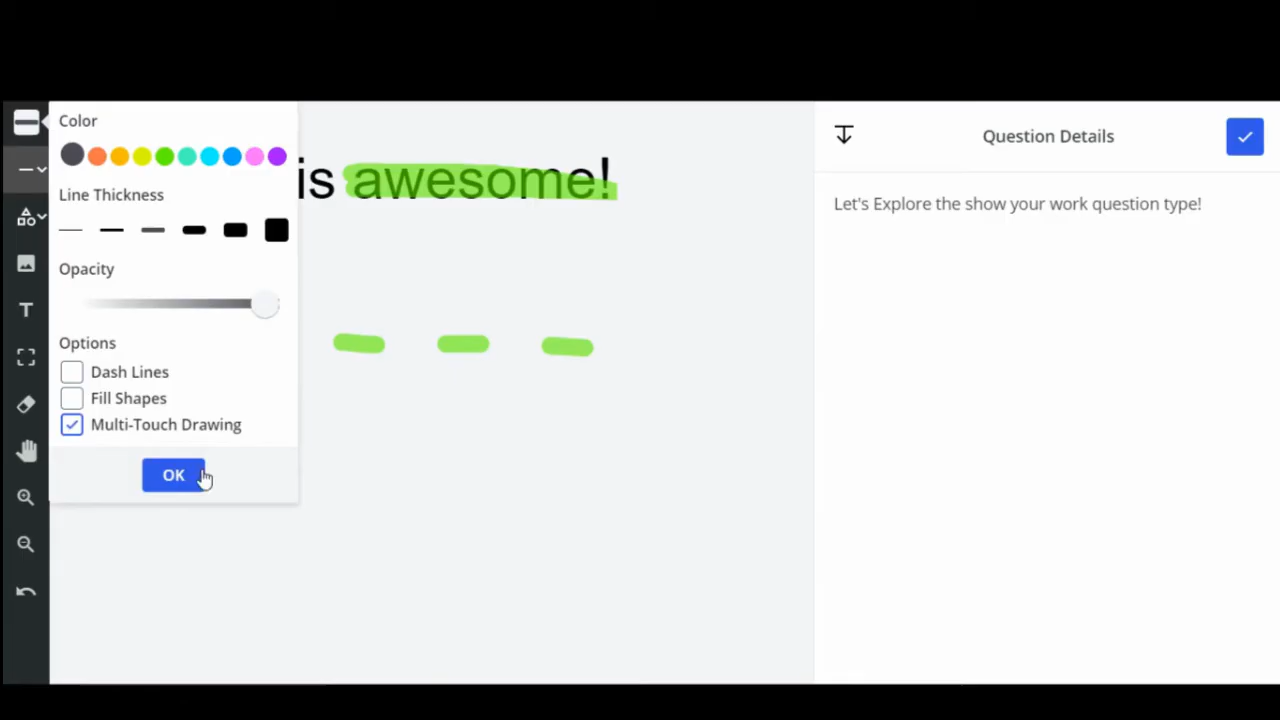 Color
Line Thickness
Opacity
Options
Dash Lines
Fill Shapes
Multi-Touch Drawing
OK
T
is awesome!
Question Details
Let's Explore the show your work question type!